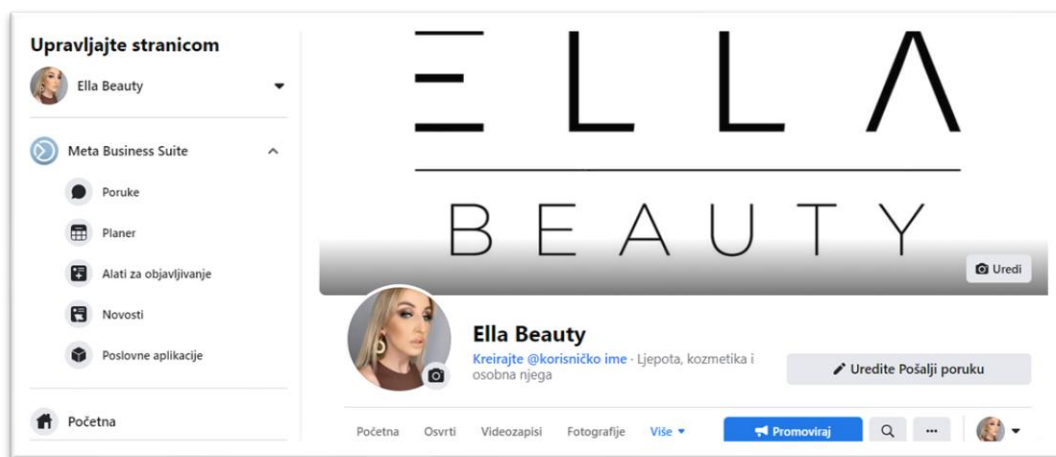 Upravljajte stranicom
Ella Beauty
Meta Business Suite
Poruke
Planer
Alati za objavljivanje
Novosti
Poslovne aplikacije
Početna
ELLA
BEAUTY
Uredi
Ella Beauty
Kreirajte @korisničko ime · Ljepota, kozmetika i
osobna njega
Uredite Pošalji poruku
Početna Osvrti Videozapisi Fotografije Više Promoviraj